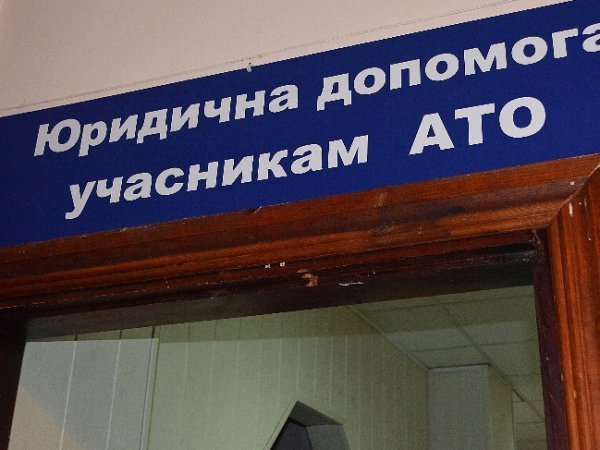 Юридична допомога
учасникам АТО